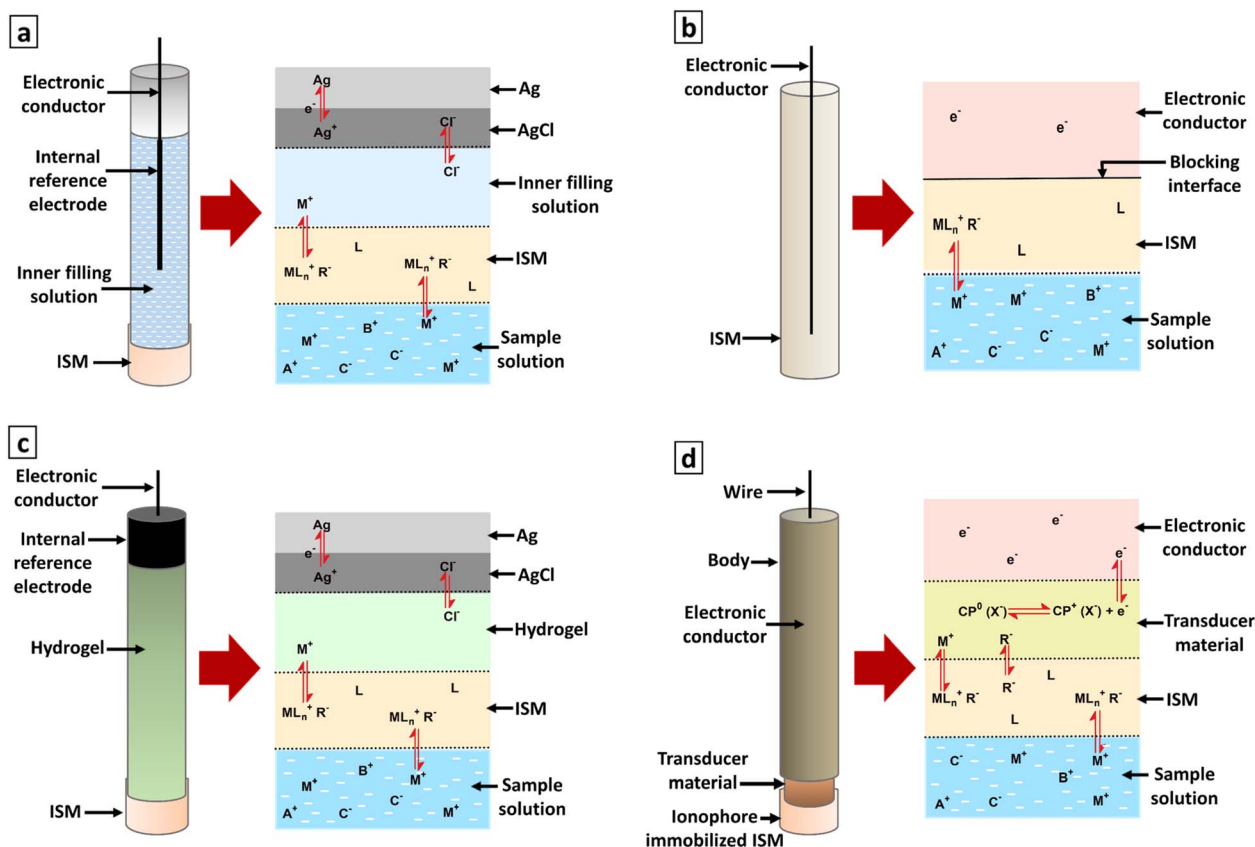 a
Electronic
conductor
Internal
reference
electrode
Inner filling
solution
ISM
Ag
e⁻
Ag⁺
Cl⁻
Cl⁻
M⁺
L
MLₙ⁺ R⁻
MLₙ⁺ R⁻
L
M⁺
B⁺
M⁺
C⁻
A⁺
C⁻
M⁺
Ag
AgCl
Inner filling
solution
ISM
Sample
solution
b
Electronic
conductor
ISM
e⁻
e⁻
L
MLₙ⁺ R⁻
L
M⁺
M⁺
B⁺
C⁻
A⁺
C⁻
M⁺
Electronic
conductor
Blocking
interface
ISM
Sample
solution
c
Electronic
conductor
Internal
reference
electrode
Hydrogel
ISM
Ag
e⁻
Ag⁺
Cl⁻
Cl⁻
M⁺
L
L
MLₙ⁺ R⁻
MLₙ⁺ R⁻
B⁺
M⁺
M⁺
C⁻
A⁺
C⁻
M⁺
Ag
AgCl
Hydrogel
ISM
Sample
solution
d
Wire
Body
Electronic
conductor
Transducer
material
Ionophore
immobilized ISM
e⁻
e⁻
e⁻
e⁻
CP⁰ (X⁻)
CP⁺ (X⁻) + e⁻
M⁺
R⁻
R⁻
L
MLₙ⁺ R⁻
MLₙ⁺ R⁻
L
C⁻
M⁺
M⁺
B⁺
A⁺
C⁻
M⁺
Electronic
conductor
Transducer
material
ISM
Sample
solution